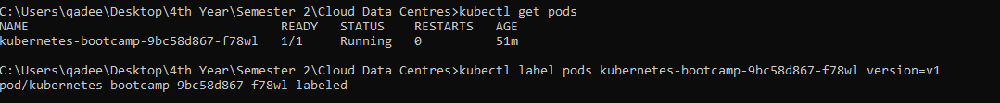 C:\Users\qadee\Desktop\4th Year\Semester 2\Cloud Data Centres>kubectl get pods
NAME                                  READY   STATUS    RESTARTS   AGE
kubernetes-bootcamp-9bc58d867-f78wl   1/1     Running   0          51m
C:\Users\qadee\Desktop\4th Year\Semester 2\Cloud Data Centres>kubectl label pods kubernetes-bootcamp-9bc58d867-f78wl version=v1
pod/kubernetes-bootcamp-9bc58d867-f78wl labeled